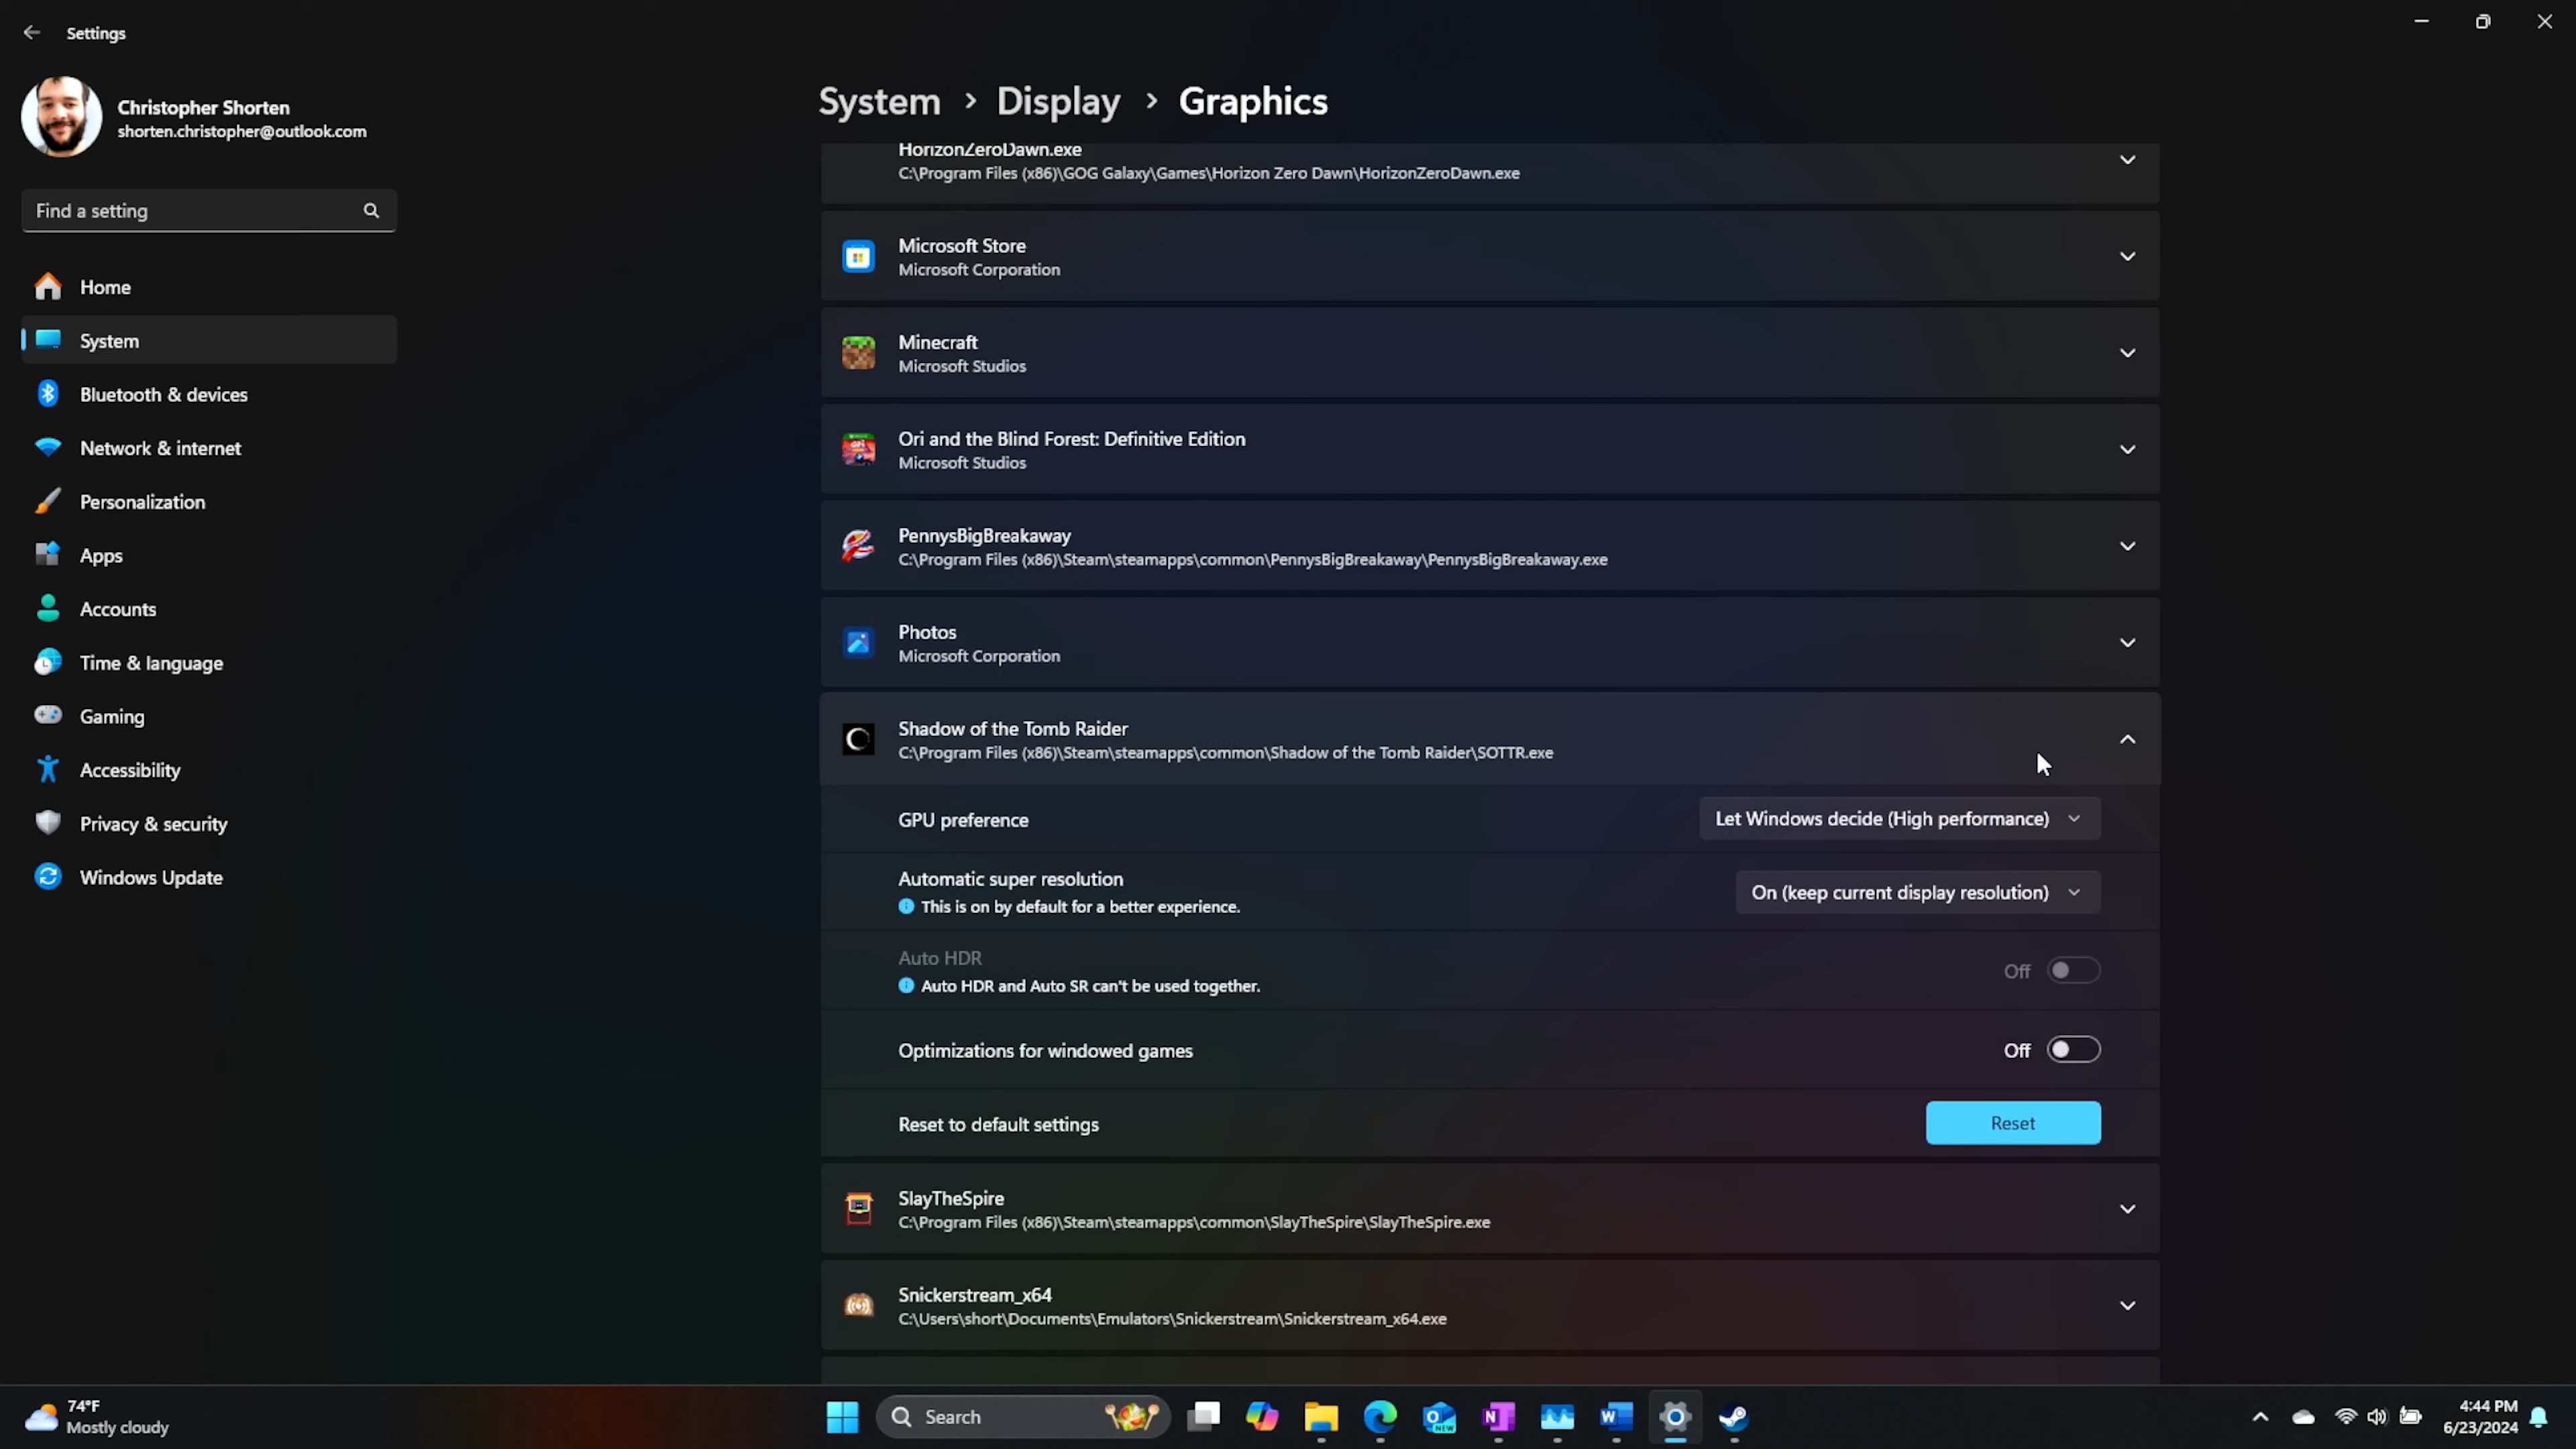 Settings
Christopher Shorten
shorten.christopher@outlook.com
Find a setting
Home
System
Bluetooth & devices
Network & internet
Personalization
Apps
Accounts
Time & language
Gaming
Accessibility
Privacy & security
Windows Update
System > Display > Graphics
HorizonZeroDawn.exe
C:\Program Files (x86)\GOG Galaxy\Games\Horizon Zero Dawn\HorizonZeroDawn.exe
Microsoft Store
Microsoft Corporation
Minecraft
Microsoft Studios
Ori and the Blind Forest: Definitive Edition
Microsoft Studios
PennysBigBreakaway
C:\Program Files (x86)\Steam\steamapps\common\PennysBigBreakaway\PennysBigBreakaway.exe
Photos
Microsoft Corporation
Shadow of the Tomb Raider
C:\Program Files (x86)\Steam\steamapps\common\Shadow of the Tomb Raider\SOTTR.exe
GPU preference
Let Windows decide (High performance)
Automatic super resolution
This is on by default for a better experience.
On (keep current display resolution)
Auto HDR
Auto HDR and Auto SR can't be used together.
Off
Optimizations for windowed games
Off
Reset to default settings
Reset
SlayTheSpire
C:\Program Files (x86)\Steam\steamapps\common\SlayTheSpire\SlayTheSpire.exe
Snickerstream_x64
C:\Users\short\Documents\Emulators\Snickerstream\Snickerstream_x64.exe
74°F
Mostly cloudy
Search
4:44 PM
6/23/2024